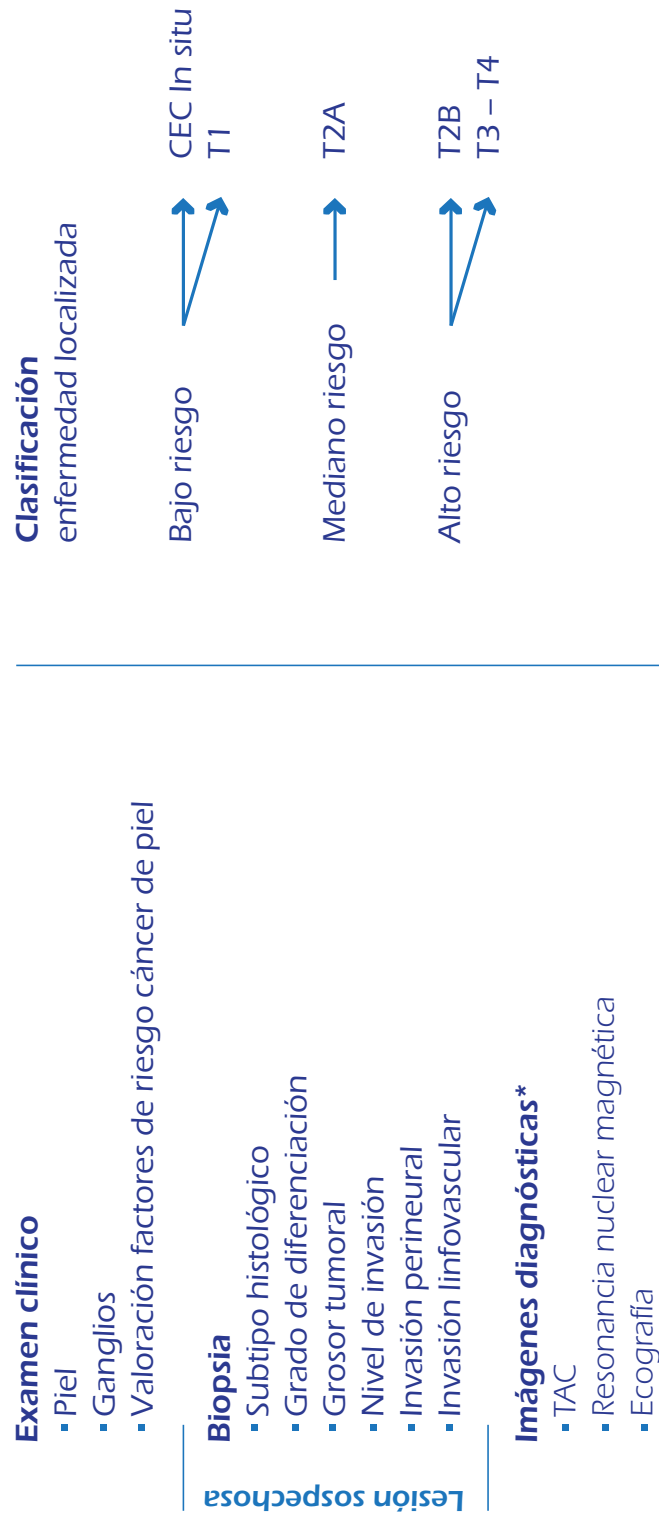 Lesión sospechosa
Examen clínico
▪ Piel
▪ Ganglios
▪ Valoración factores de riesgo cáncer de piel
Biopsia
▪ Subtipo histológico
▪ Grado de diferenciación
▪ Grosor tumoral
▪ Nivel de invasión
▪ Invasión perineural
▪ Invasión linfovascular
Imágenes diagnósticas*
▪ TAC
▪ Resonancia nuclear magnética
▪ Ecografía
Clasificación
enfermedad localizada
Bajo riesgo
CEC In situ
T1
Mediano riesgo
T2A
Alto riesgo
T2B
T3 – T4